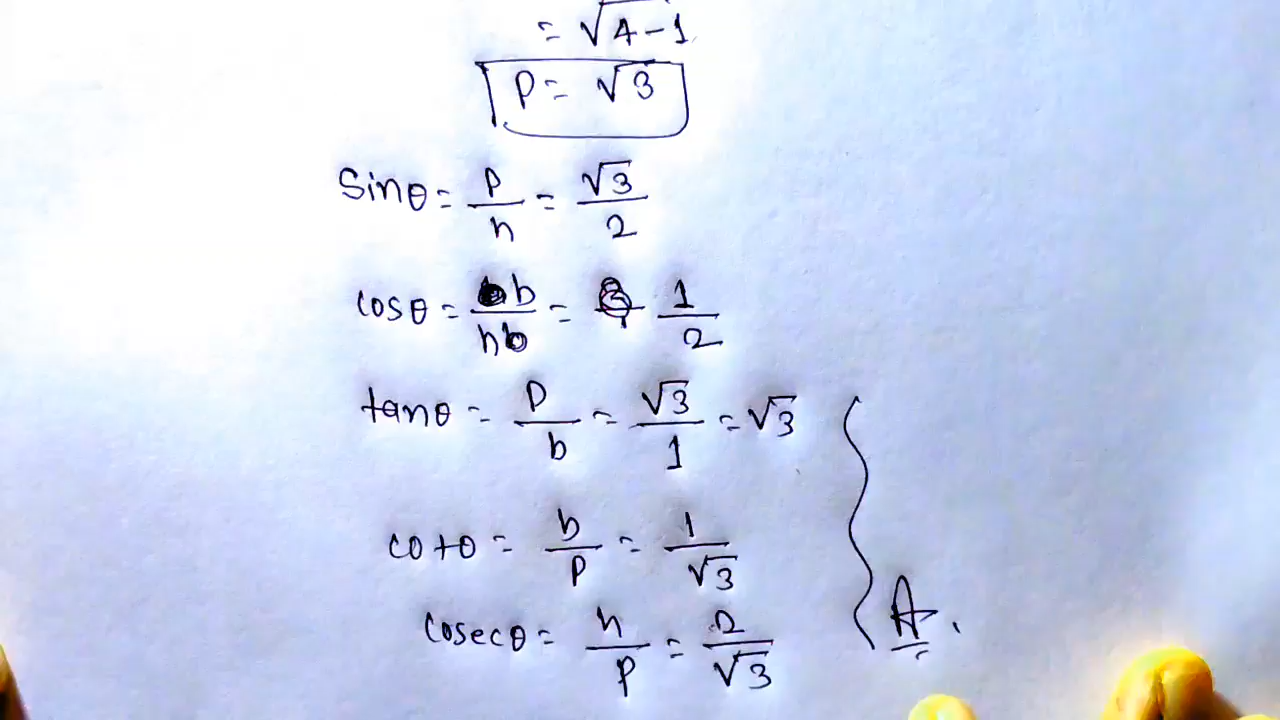 = √4-1
P = √3
Sinθ = P/h = √3/2
cosθ = b/h = 1/2
tanθ = P/b = √3/1 = √3
cotθ = b/P = 1/√3
cosecθ = h/P = 2/√3
A.